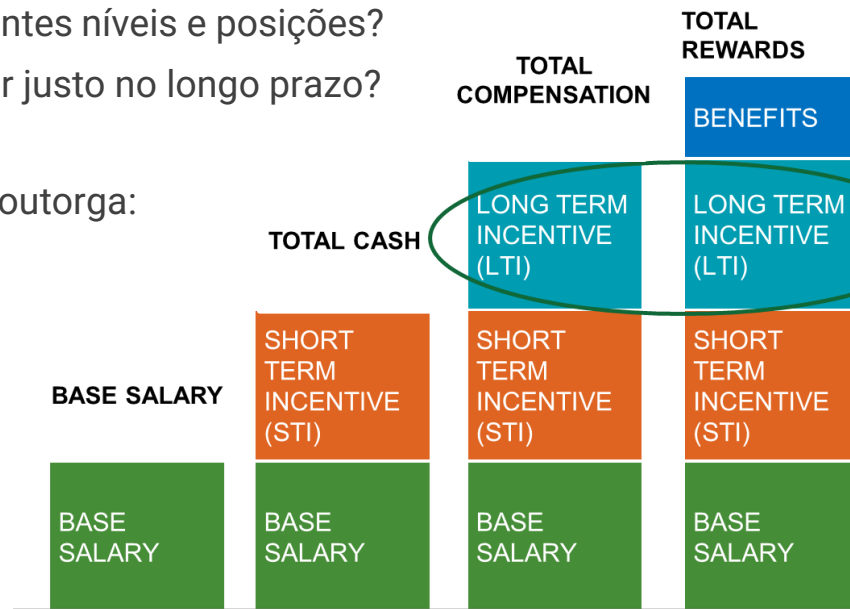 ntes níveis e posições?
r justo no longo prazo?
outorga:
BASE SALARY
BASE
SALARY
TOTAL CASH
SHORT
TERM
INCENTIVE
(STI)
BASE
SALARY
TOTAL
COMPENSATION
LONG TERM
INCENTIVE
(LTI)
SHORT
TERM
INCENTIVE
(STI)
BASE
SALARY
TOTAL
REWARDS
BENEFITS
LONG TERM
INCENTIVE
(LTI)
SHORT
TERM
INCENTIVE
(STI)
BASE
SALARY